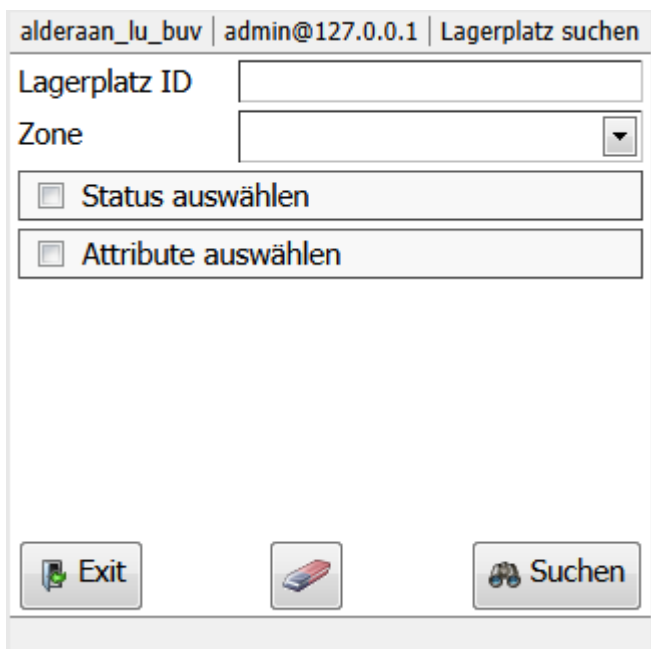 alderaan_lu_buv | admin@127.0.0.1 | Lagerplatz suchen
Lagerplatz ID
Zone
Status auswählen
Attribute auswählen
Exit Suchen